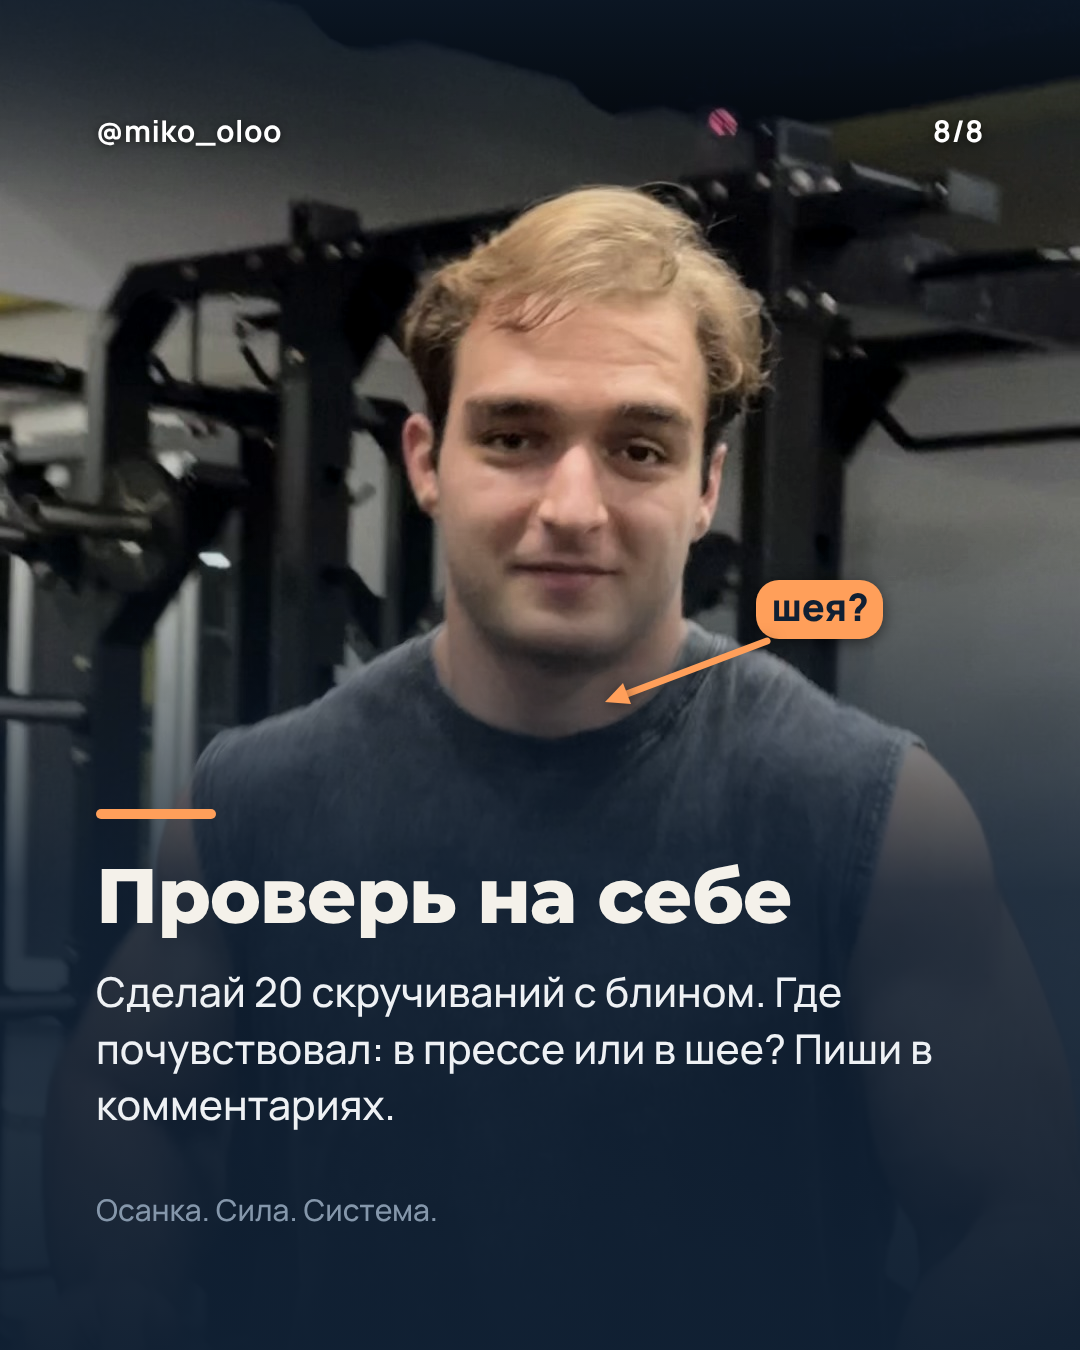 @miko_oloo
8/8
шея?
Проверь на себе
Сделай 20 скручиваний с блином. Где
почувствовал: в прессе или в шее? Пиши в
комментариях.
Осанка. Сила. Система.